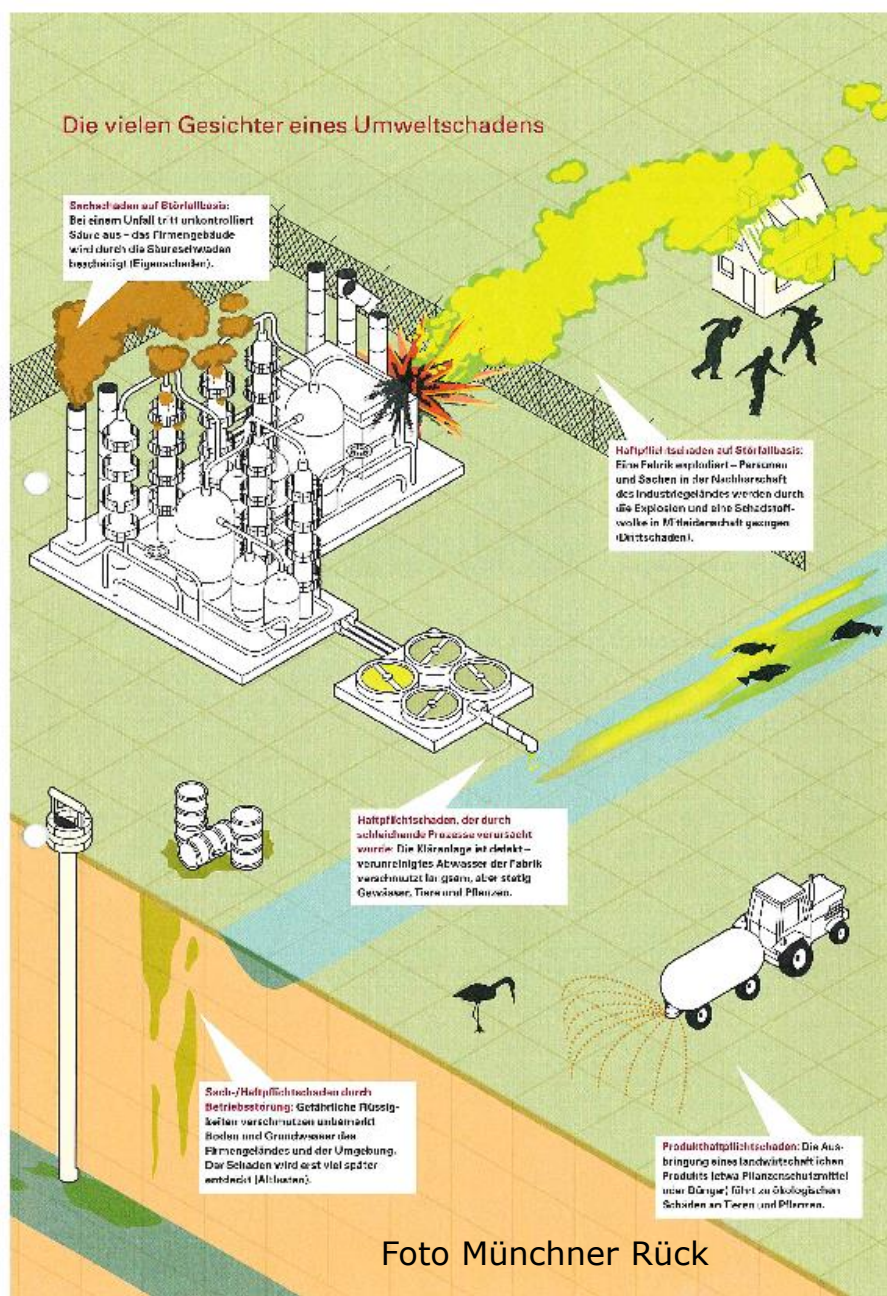 Die vielen Gesichter eines Umweltschadens
Sachschaden auf Störfallbasis:
Bei einem Unfall tritt unkontrolliert
Säure aus – das Firmengebäude
wird durch die Säureschwaden
beschädigt (Eigenschaden).
Haftpflichtschaden auf Störfallbasis:
Eine Fabrik explodiert – Personen
und Sachen in der Nachbarschaft
des Industriegeländes werden durch
die Explosion und eine Schadstoff-
wolke in Mitleidenschaft gezogen
(Drittschaden).
Haftpflichtschaden, der durch
schleichende Prozesse verursacht
wurde: Die Kläranlage ist defekt –
verunreinigtes Abwasser der Fabrik
verschmutzt langsam, aber stetig
Gewässer, Tiere und Pflanzen.
Sach-/Haftpflichtschaden durch
Betriebsstörung: Gefährliche Flüssig-
keiten verschmutzen unbemerkt
Boden und Grundwasser des
Firmengeländes und der Umgebung.
Der Schaden wird erst viel später
entdeckt (Altlasten).
Produkthaftpflichtschaden: Die Aus-
bringung eines landwirtschaftlichen
Produkts (etwa Pflanzenschutzmittel
oder Dünger) führt zu ökologischen
Schäden an Tieren und Pflanzen.
Foto Münchner Rück